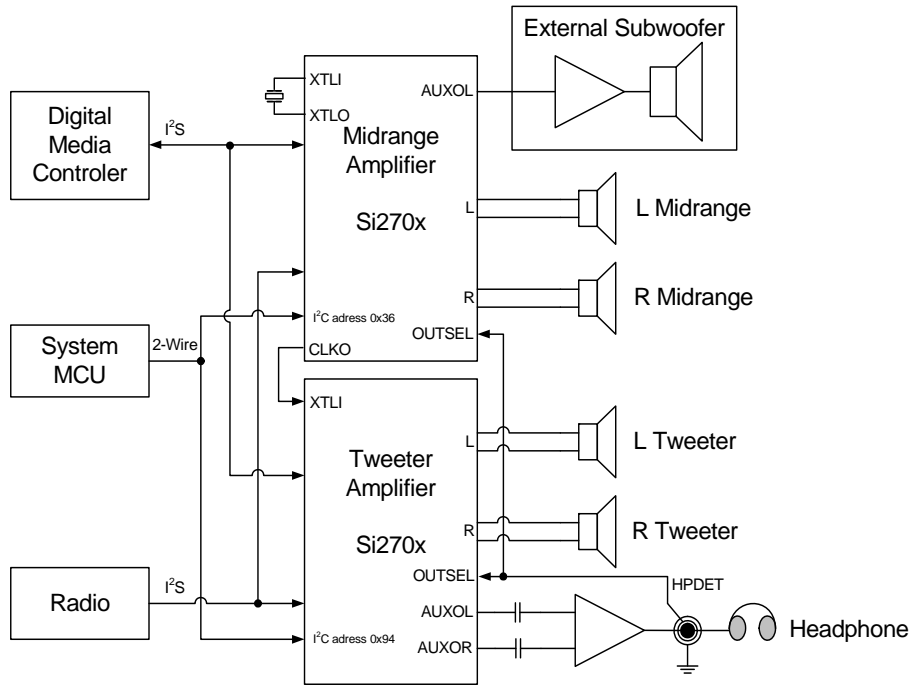 External Subwoofer
XTLI
AUXOL
XTLO
Digital
Media
Controler
I²S
Midrange
Amplifier
Si270x
L
L Midrange
R
R Midrange
I²C adress 0x36
OUTSEL
System
MCU
2-Wire
CLKO
XTLI
L
L Tweeter
Tweeter
Amplifier
Si270x
R
R Tweeter
OUTSEL
HPDET
Radio
I²S
AUXOL
I²C adress 0x94
AUXOR
Headphone